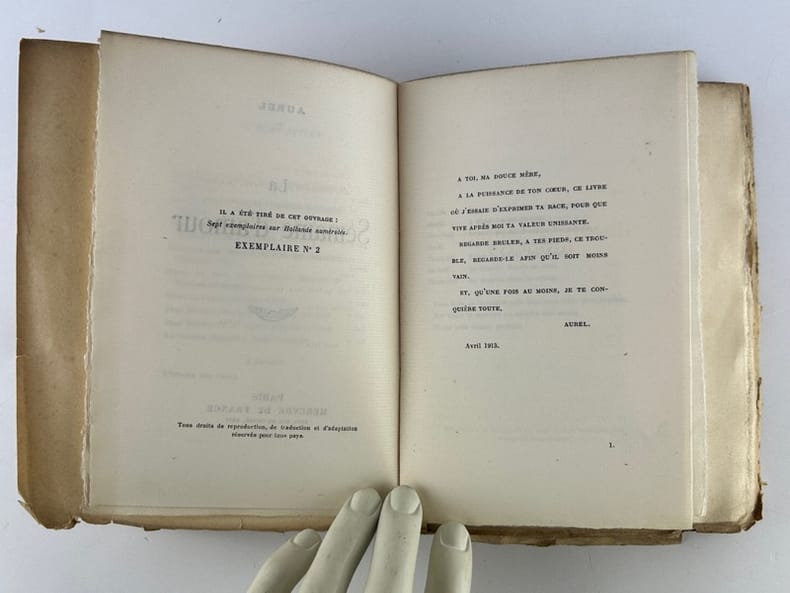 IL A ÉTÉ TIRÉ DE CET OUVRAGE :
Sept exemplaires sur Hollande numérotés.
EXEMPLAIRE N° 2
Tous droits de reproduction, de traduction et d'adaptation
réservés pour tous pays.
A TOI, MA DOUCE MÈRE,
A LA PUISSANCE DE TON CŒUR, CE LIVRE
OÙ J'ESSAIE D'EXPRIMER TA RACE, POUR QUE
VIVE APRÈS MOI TA VALEUR UNISSANTE.
REGARDE BRULER, A TES PIEDS, CE TROU-
BLE, REGARDE-LE AFIN QU'IL SOIT MOINS
VAIN.
ET, QU'UNE FOIS AU MOINS, JE TE CON-
QUIÈRE TOUTE,
AUREL.
Avril 1913.
1.